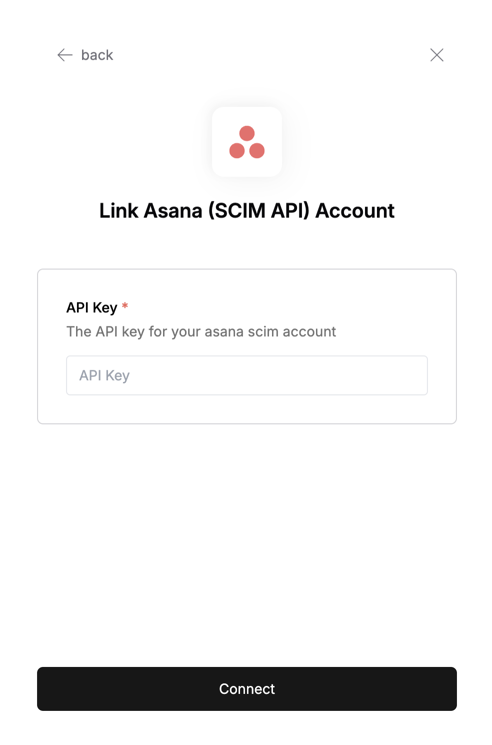 back
Link Asana (SCIM API) Account
API Key *
The API key for your asana scim account
API Key
Connect